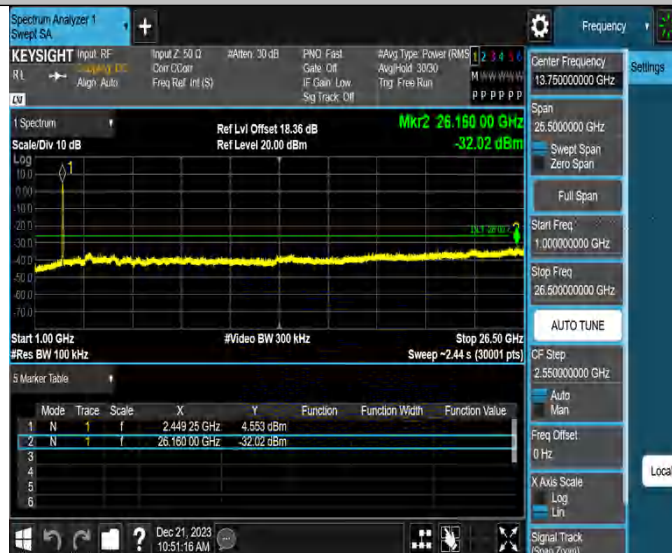 Spectrum Analyzer 1
Swept SA
+
Frequency
KEYSIGHT Input: RF
RL
Coupling: DC
Align: Auto
Input Z: 50 Ω
Corr CCorr
Freq Ref: Int (S)
#Atten: 30 dB
PNO: Fast
Gate: Off
IF Gain: Low
Sig Track: Off
#Avg Type: Power (RMS
Avg|Hold: 30/30
Trig: Free Run
1 2 3 4 5 6
M W W W W W
P P P P P P
LNI
1 Spectrum
Scale/Div 10 dB
Ref Lvl Offset 18.36 dB
Ref Level 20.00 dBm
Mkr2 26.160 00 GHz
-32.02 dBm
Log
10.0
0.00
-10.0
-20.0
-30.0
-40.0
-50.0
-60.0
-70.0
1
2
Start 1.00 GHz
#Res BW 100 kHz
#Video BW 300 kHz
Stop 26.50 GHz
Sweep ~2.44 s (30001 pts)
5 Marker Table
Mode Trace Scale X Y Function Function Width Function Value
1 N 1 f 2.449 25 GHz 4.553 dBm
2 N 1 f 26.160 00 GHz -32.02 dBm
3
4
5
6
Dec 21, 2023
10:51:16 AM
?
Center Frequency
13.750000000 GHz
Settings
Span
25.5000000 GHz
Swept Span
Zero Span
Full Span
Start Freq
1.000000000 GHz
Stop Freq
26.500000000 GHz
AUTO TUNE
CF Step
2.550000000 GHz
Auto
Man
Freq Offset
0 Hz
Local
X Axis Scale
Log
Lin
Signal Track
(Span Zoom)